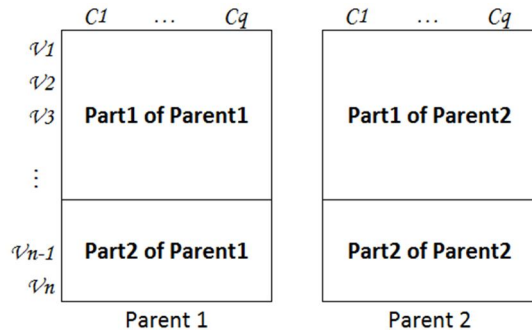 C1 ... Cq C1 ... Cq
v1
v2
v3 Part1 of Parent1 Part1 of Parent2
⋮
vn-1 Part2 of Parent1 Part2 of Parent2
vn
Parent 1 Parent 2